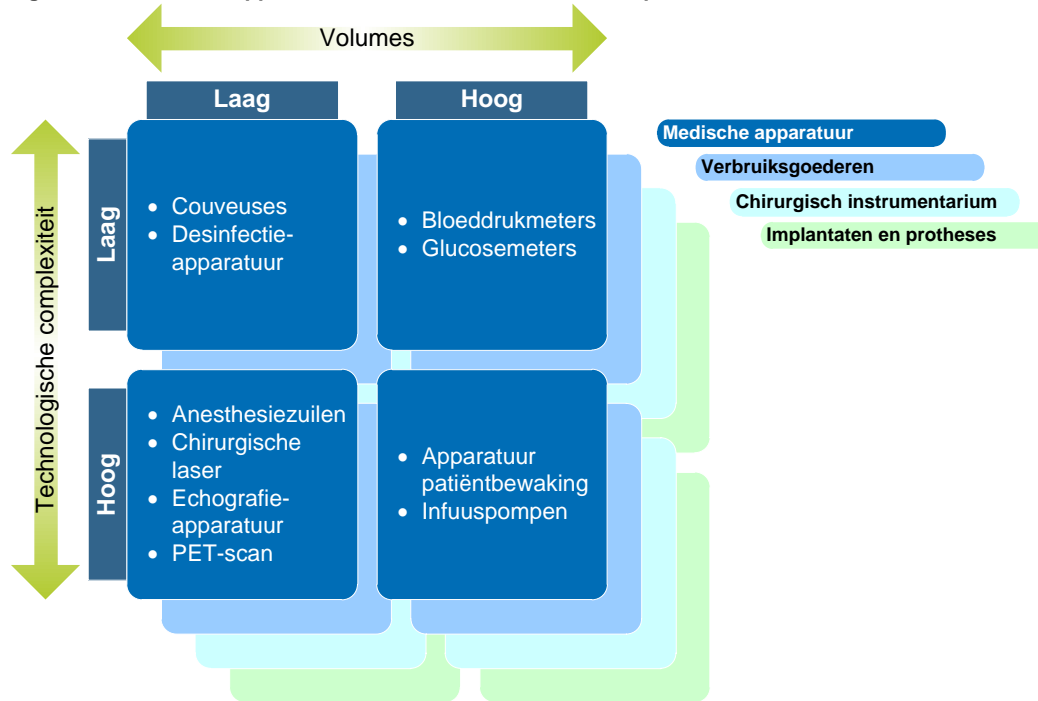 Volumes
Laag
Hoog
Technologische complexiteit
Laag
• Couveuses
• Desinfectie-
apparatuur
• Bloeddrukmeters
• Glucosemeters
Medische apparatuur
Verbruiksgoederen
Chirurgisch instrumentarium
Implantaten en protheses
Hoog
• Anesthesiezuilen
• Chirurgische
laser
• Echografie-
apparatuur
• PET-scan
• Apparatuur
patiëntbewaking
• Infuuspompen